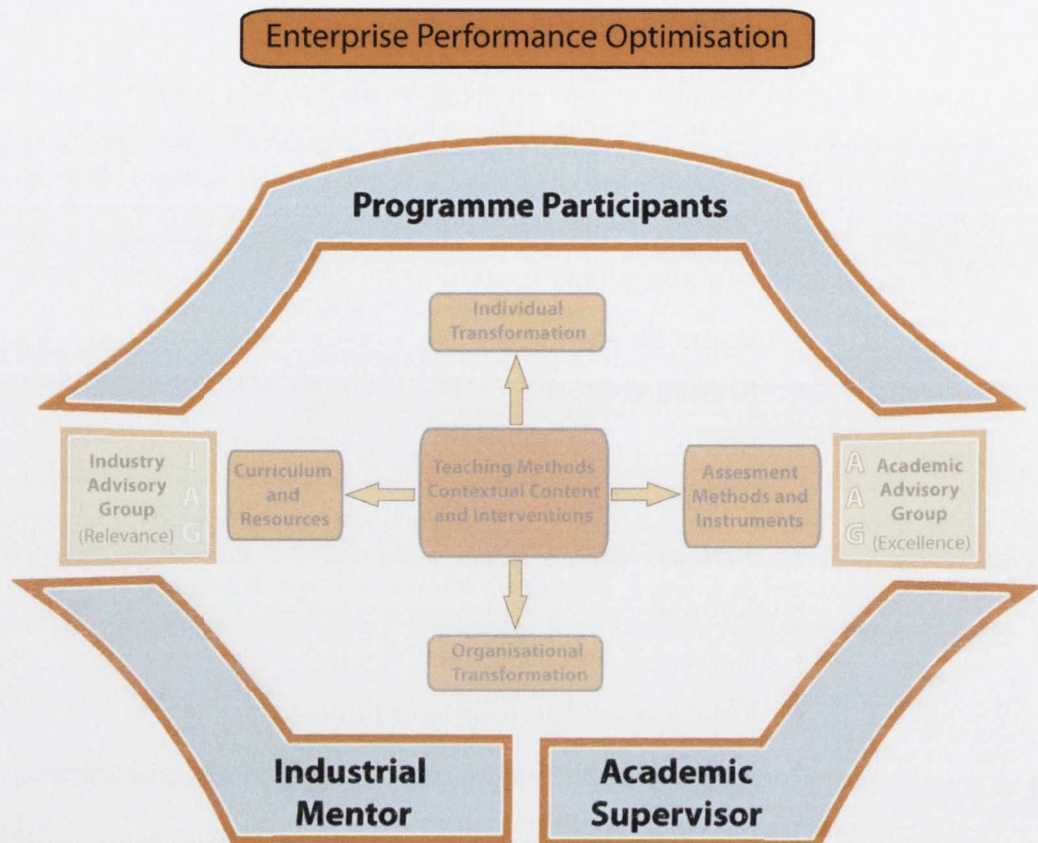 Enterprise Performance Optimisation
Programme Participants
Individual
Transformation
Industry
Advisory
Group
(Relevance)
I
A
G
Curriculum
and
Resources
Teaching Methods
Contextual Content
and Interventions
Assesment
Methods and
Instruments
A
A
G
Academic
Advisory
Group
(Excellence)
Organisational
Transformation
Industrial
Mentor
Academic
Supervisor